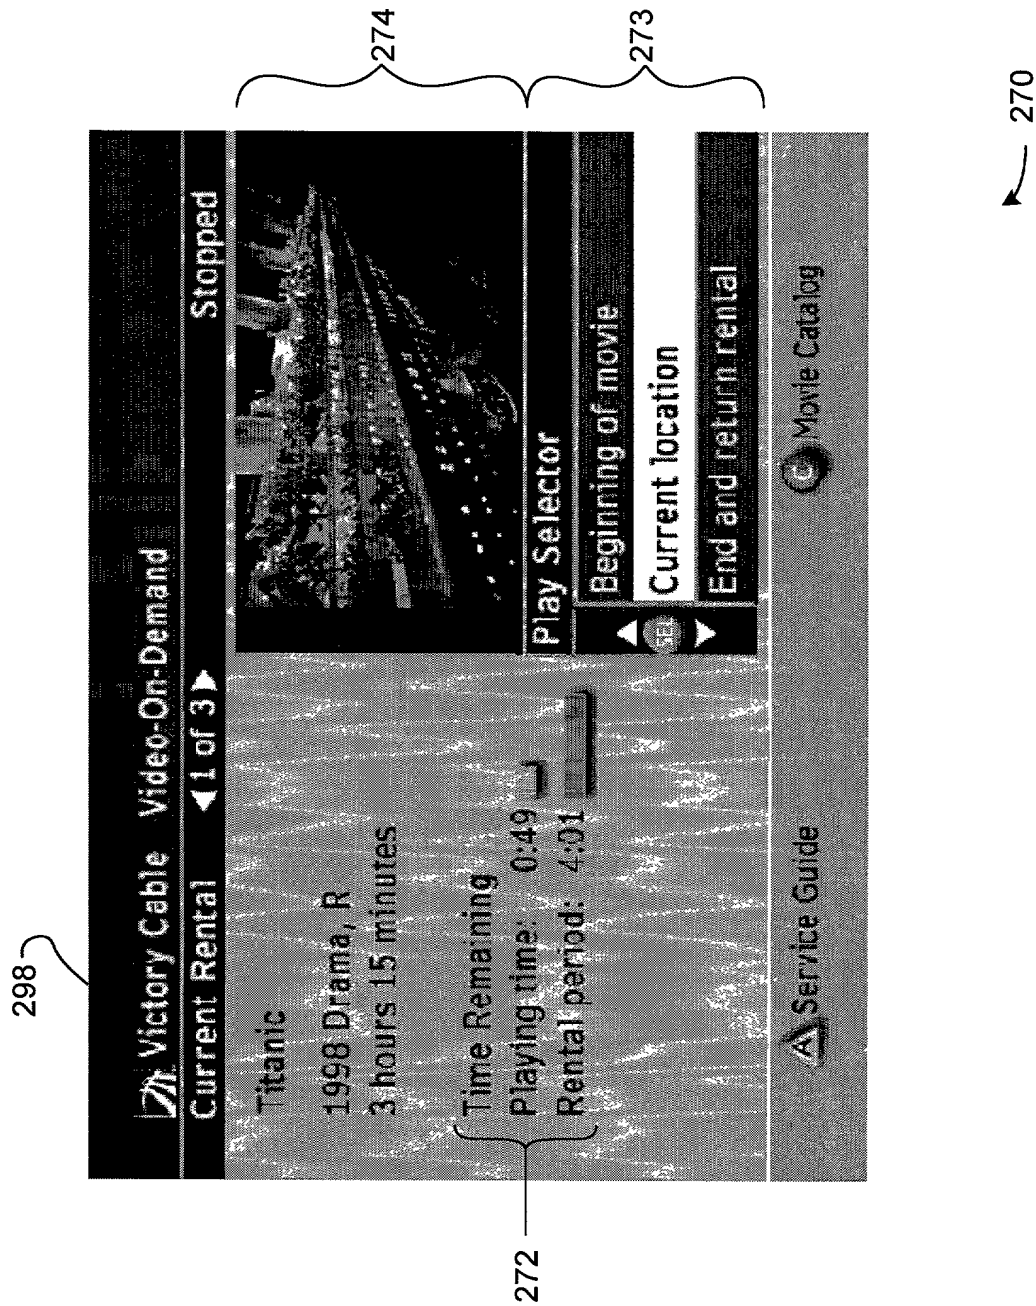 298
Victory Cable Video-On-Demand
Current Rental 1 of 3 Stopped
Titanic
1998 Drama, R
3 hours 15 minutes
Time Remaining
Playing time: 0:49
Rental period: 4:01
Play Selector
Beginning of movie
SEL
Current location
End and return rental
A Service Guide
C Movie Catalog
272
274
273
270